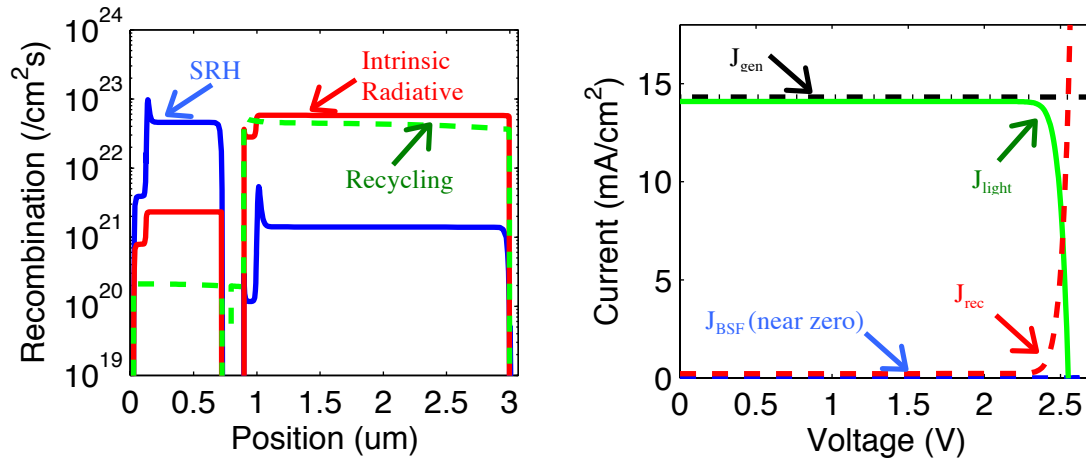 10^24
10^23
10^22
10^21
10^20
10^19
Recombination (/cm^2s)
SRH
Intrinsic
Radiative
Recycling
0 0.5 1 1.5 2 2.5 3
Position (um)
15
10
5
0
Current (mA/cm^2)
J_gen
J_light
J_rec
J_BSF (near zero)
0 0.5 1 1.5 2 2.5
Voltage (V)